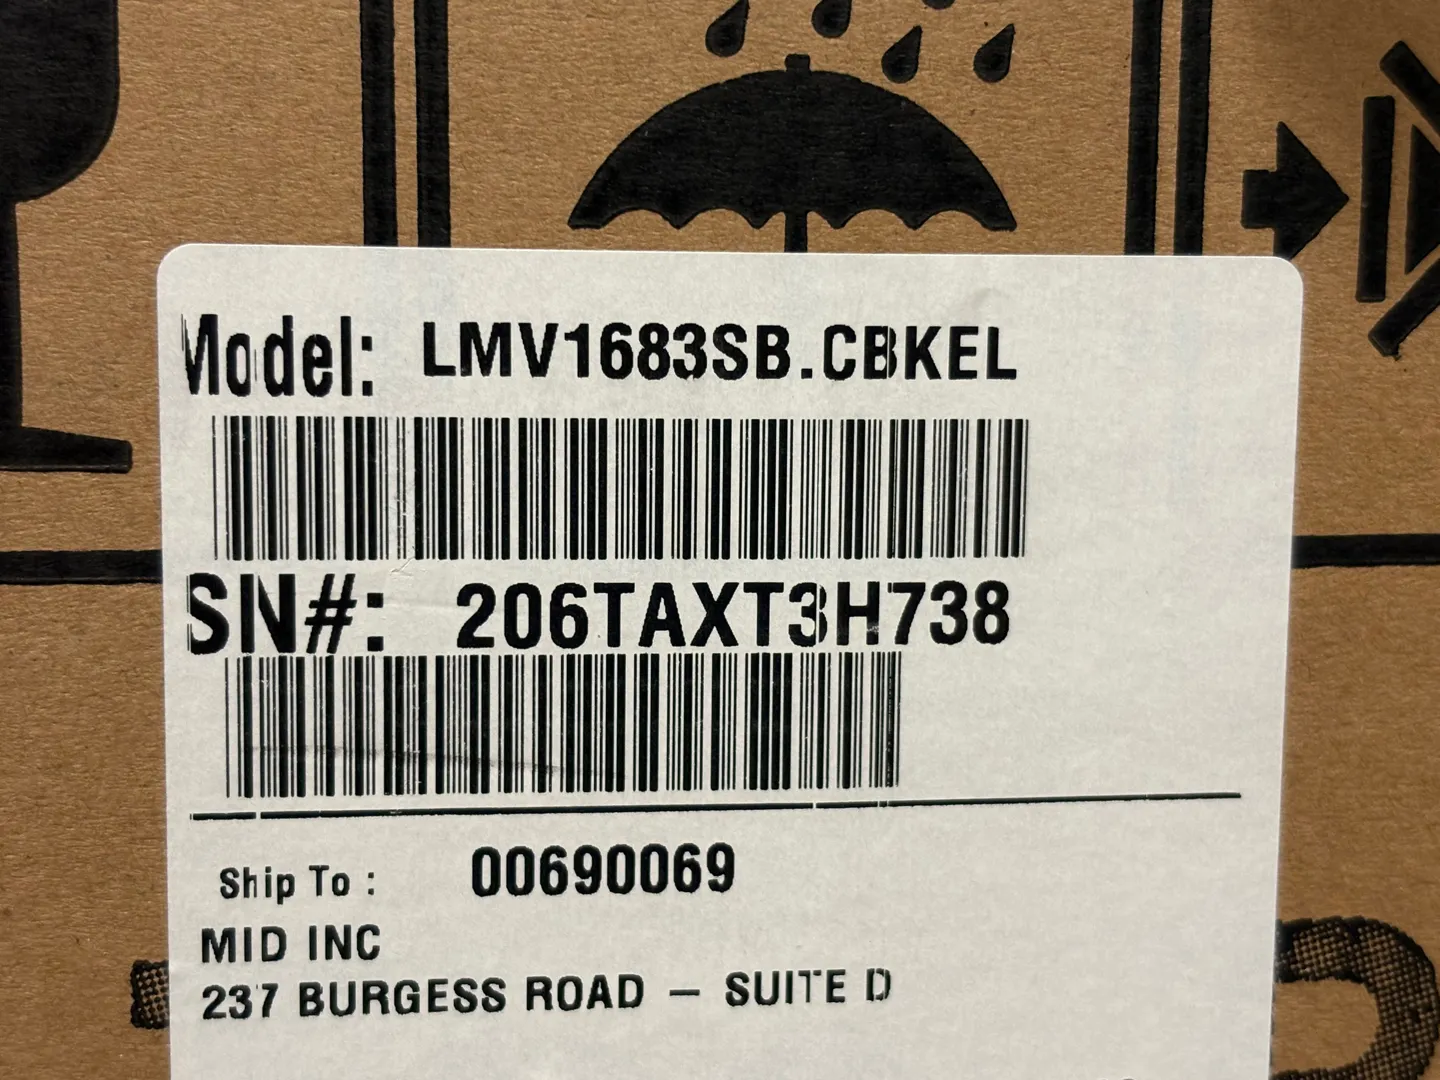 Model: LMV1683SB.CBKEL
SN#: 206TAXT3H738
Ship To : 00690069
MID INC
237 BURGESS ROAD – SUITE D